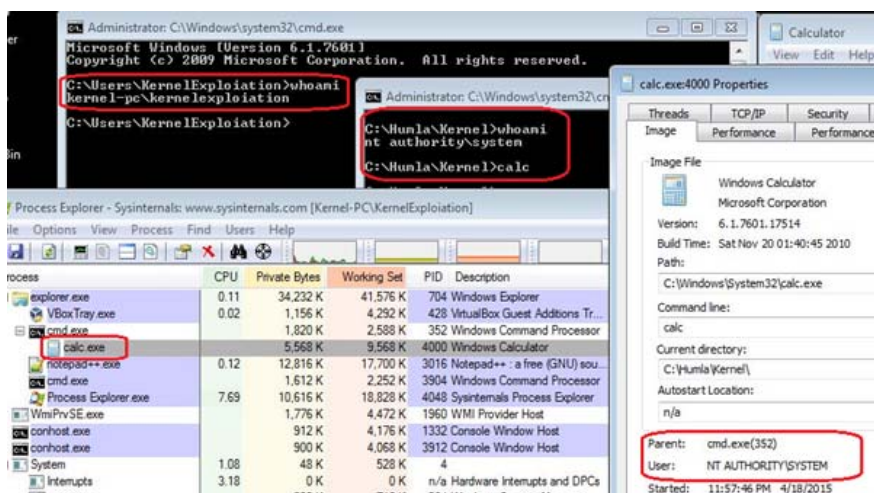 er
Administrator: C:\Windows\system32\cmd.exe
Microsoft Windows [Version 6.1.7601]
Copyright (c) 2009 Microsoft Corporation. All rights reserved.
C:\Users\KernelExploiation>whoami
kernel-pc\kernelexploiation
C:\Users\KernelExploiation>
Bin
Administrator: C:\Windows\system32\cm
C:\Humla\Kernel>whoami
nt authority\system
C:\Humla\Kernel>calc
Calculator
View Edit Help
calc.exe:4000 Properties
Threads TCP/IP Security
Image Performance Performance
Image File
Windows Calculator
Microsoft Corporation
Version: 6.1.7601.17514
Build Time: Sat Nov 20 01:40:45 2010
Path:
C:\Windows\System32\calc.exe
Command line:
calc
Current directory:
C:\Humla\Kernel\
Autostart Location:
n/a
Parent: cmd.exe(352)
User: NT AUTHORITY\SYSTEM
Started: 11:57:46 PM 4/18/2015
Process Explorer - Sysinternals: www.sysinternals.com [Kernel-PC\KernelExploiation]
ile Options View Process Find Users Help
rocess CPU Private Bytes Working Set PID Description
explorer.exe 0.11 34,232 K 41,576 K 704 Windows Explorer
VBoxTray.exe 0.02 1,156 K 4,292 K 428 VirtualBox Guest Additions Tr...
cmd.exe 1,820 K 2,588 K 352 Windows Command Processor
calc.exe 5,568 K 9,568 K 4000 Windows Calculator
notepad++.exe 0.12 12,816 K 17,700 K 3016 Notepad++ : a free (GNU) sou...
cmd.exe 1,612 K 2,252 K 3904 Windows Command Processor
Process Explorer.exe 7.69 10,616 K 18,828 K 4048 Sysinternals Process Explorer
WmiPrvSE.exe 1,776 K 4,472 K 1960 WMI Provider Host
conhost.exe 912 K 4,176 K 1332 Console Window Host
conhost.exe 900 K 4,068 K 3912 Console Window Host
System 1.08 48 K 528 K 4
Interrupts 3.18 0 K 0 K n/a Hardware Interrupts and DPCs